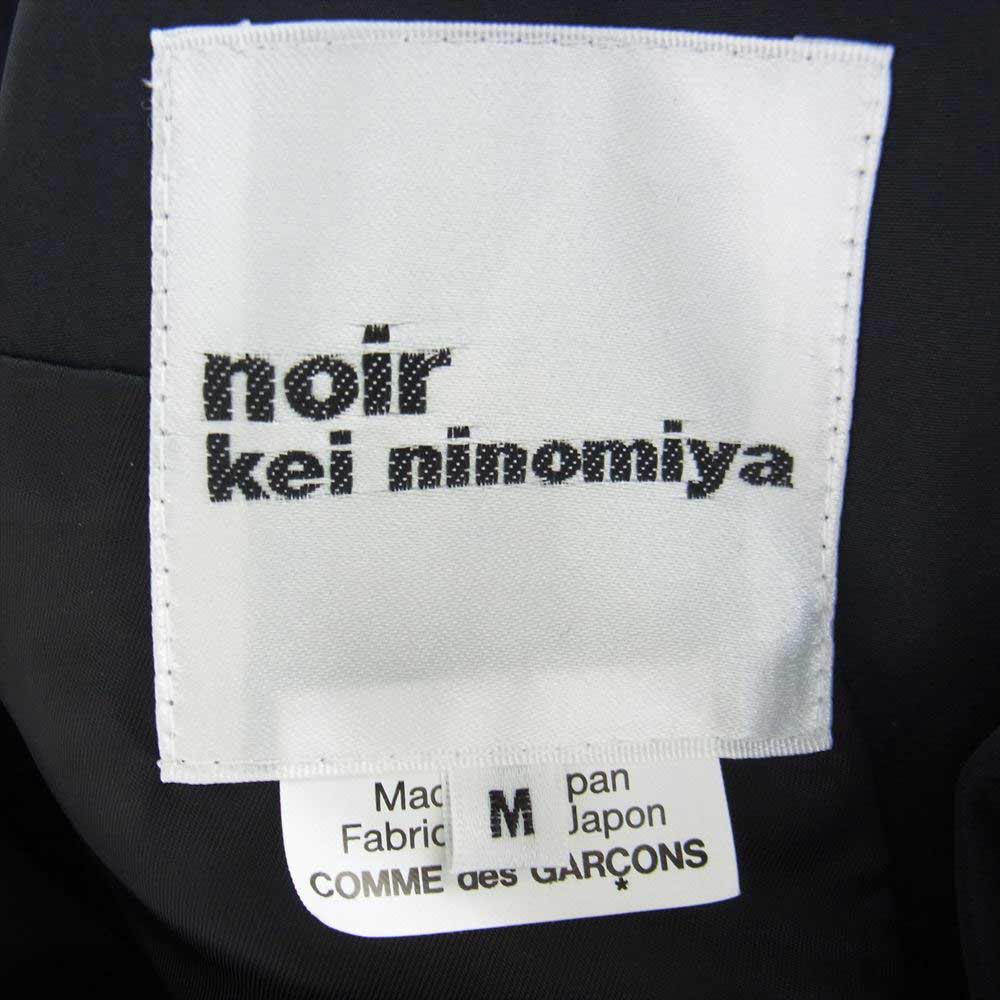 noir
kei ninomiya
M
Mad pan
Fabric Japon
COMME des GARÇONS